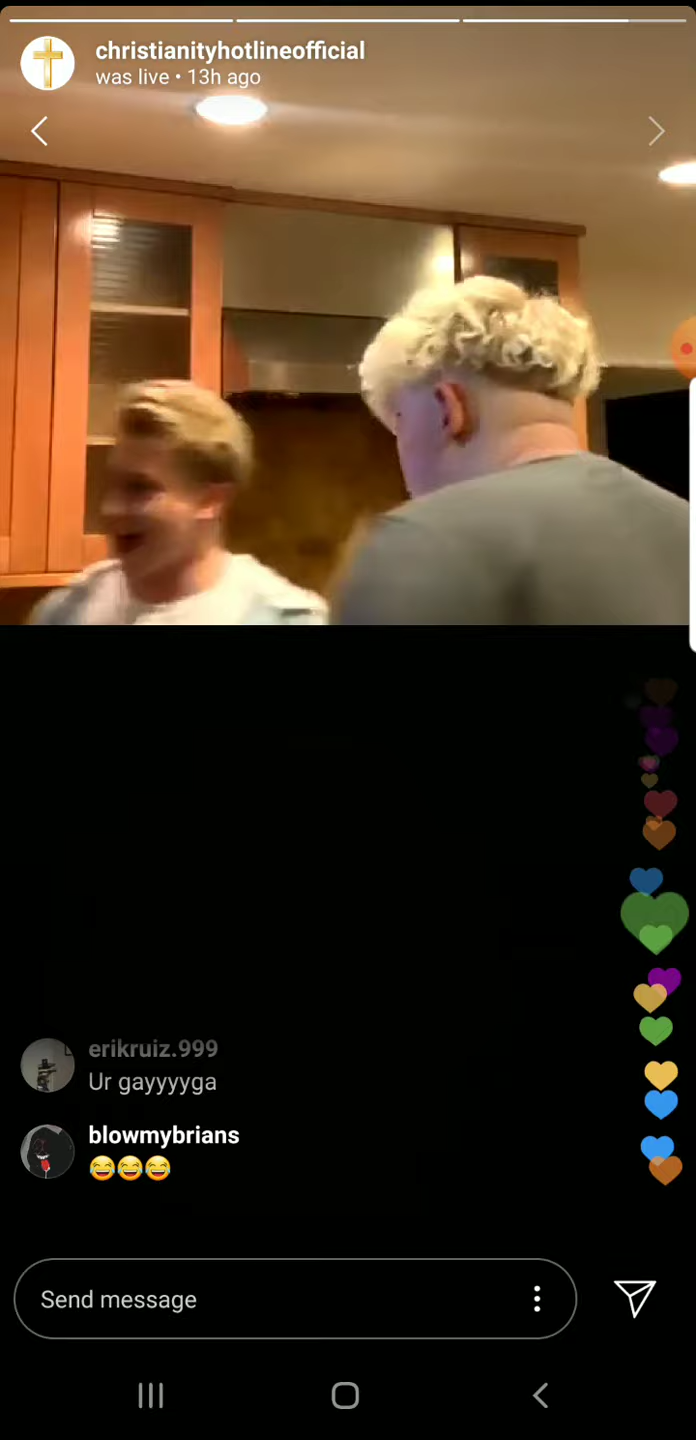 christianityhotlineofficial
was live • 13h ago
erikruiz.999
Ur gayyyyga
blowmybrians
😂😂😂
Send message